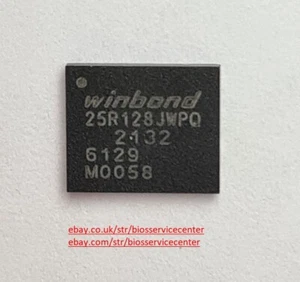 winbond
25R128JWPQ
2132
6129
M0058
ebay.co.uk/str/biosservicecenter
ebay.com/str/biosservicecenter